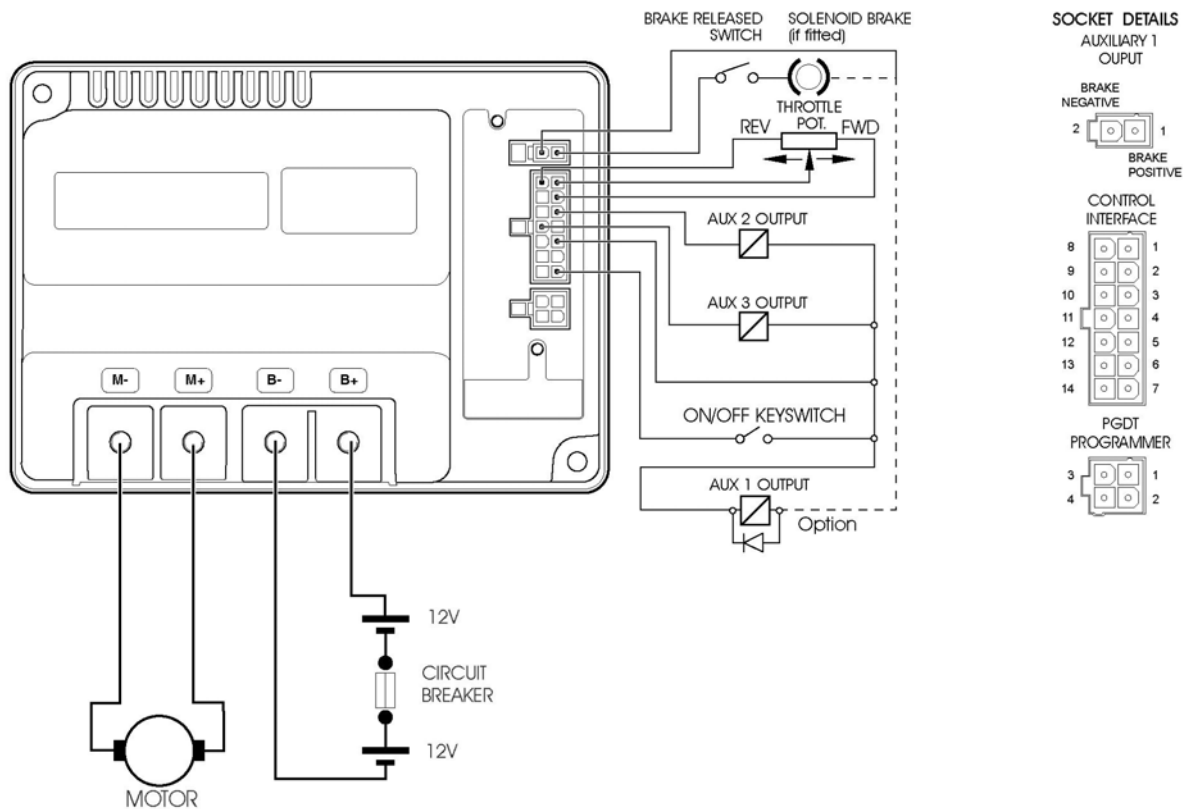 BRAKE RELEASED
SWITCH
SOLENOID BRAKE
(if fitted)
THROTTLE
POT.
REV
FWD
AUX 2 OUTPUT
AUX 3 OUTPUT
ON/OFF KEYSWITCH
AUX 1 OUTPUT
Option
M-
M+
B-
B+
12V
CIRCUIT
BREAKER
12V
MOTOR
SOCKET DETAILS
AUXILIARY 1
OUPUT
BRAKE
NEGATIVE
2
1
BRAKE
POSITIVE
CONTROL
INTERFACE
8 1
9 2
10 3
11 4
12 5
13 6
14 7
PGDT
PROGRAMMER
3 1
4 2